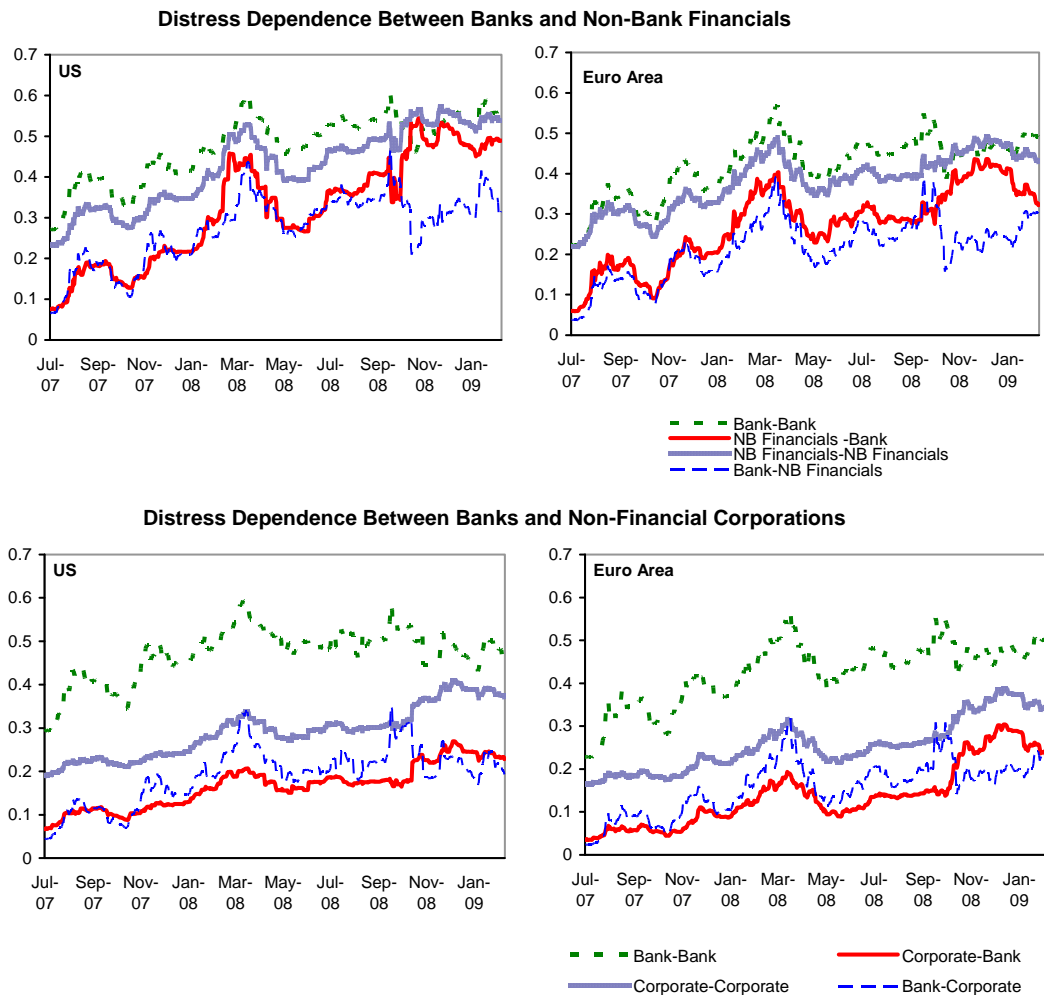 Distress Dependence Between Banks and Non-Bank Financials
US
0.7
0.6
0.5
0.4
0.3
0.2
0.1
0
Jul-07 Sep-07 Nov-07 Jan-08 Mar-08 May-08 Jul-08 Sep-08 Nov-08 Jan-09
Euro Area
0.7
0.6
0.5
0.4
0.3
0.2
0.1
0
Jul-07 Sep-07 Nov-07 Jan-08 Mar-08 May-08 Jul-08 Sep-08 Nov-08 Jan-09
Bank-Bank
NB Financials -Bank
NB Financials-NB Financials
Bank-NB Financials
Distress Dependence Between Banks and Non-Financial Corporations
US
0.7
0.6
0.5
0.4
0.3
0.2
0.1
0
Jul-07 Sep-07 Nov-07 Jan-08 Mar-08 May-08 Jul-08 Sep-08 Nov-08 Jan-09
Euro Area
0.7
0.6
0.5
0.4
0.3
0.2
0.1
0
Jul-07 Sep-07 Nov-07 Jan-08 Mar-08 May-08 Jul-08 Sep-08 Nov-08 Jan-09
Bank-Bank
Corporate-Bank
Corporate-Corporate
Bank-Corporate